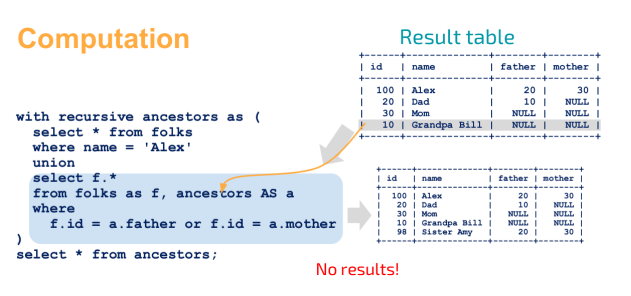 Computation
Result table
+------+--------------+--------+--------+
| id | name | father | mother |
+------+--------------+--------+--------+
| 100 | Alex | 20 | 30 |
| 20 | Dad | 10 | NULL |
| 30 | Mom | NULL | NULL |
| 10 | Grandpa Bill | NULL | NULL |
+------+--------------+--------+--------+
with recursive ancestors as (
select * from folks
where name = 'Alex'
union
select f.*
from folks as f, ancestors AS a
where
f.id = a.father or f.id = a.mother
)
select * from ancestors;
+------+--------------+--------+--------+
| id | name | father | mother |
+------+--------------+--------+--------+
| 100 | Alex | 20 | 30 |
| 20 | Dad | 10 | NULL |
| 30 | Mom | NULL | NULL |
| 10 | Grandpa Bill | NULL | NULL |
| 98 | Sister Amy | 20 | 30 |
+------+--------------+--------+--------+
No results!